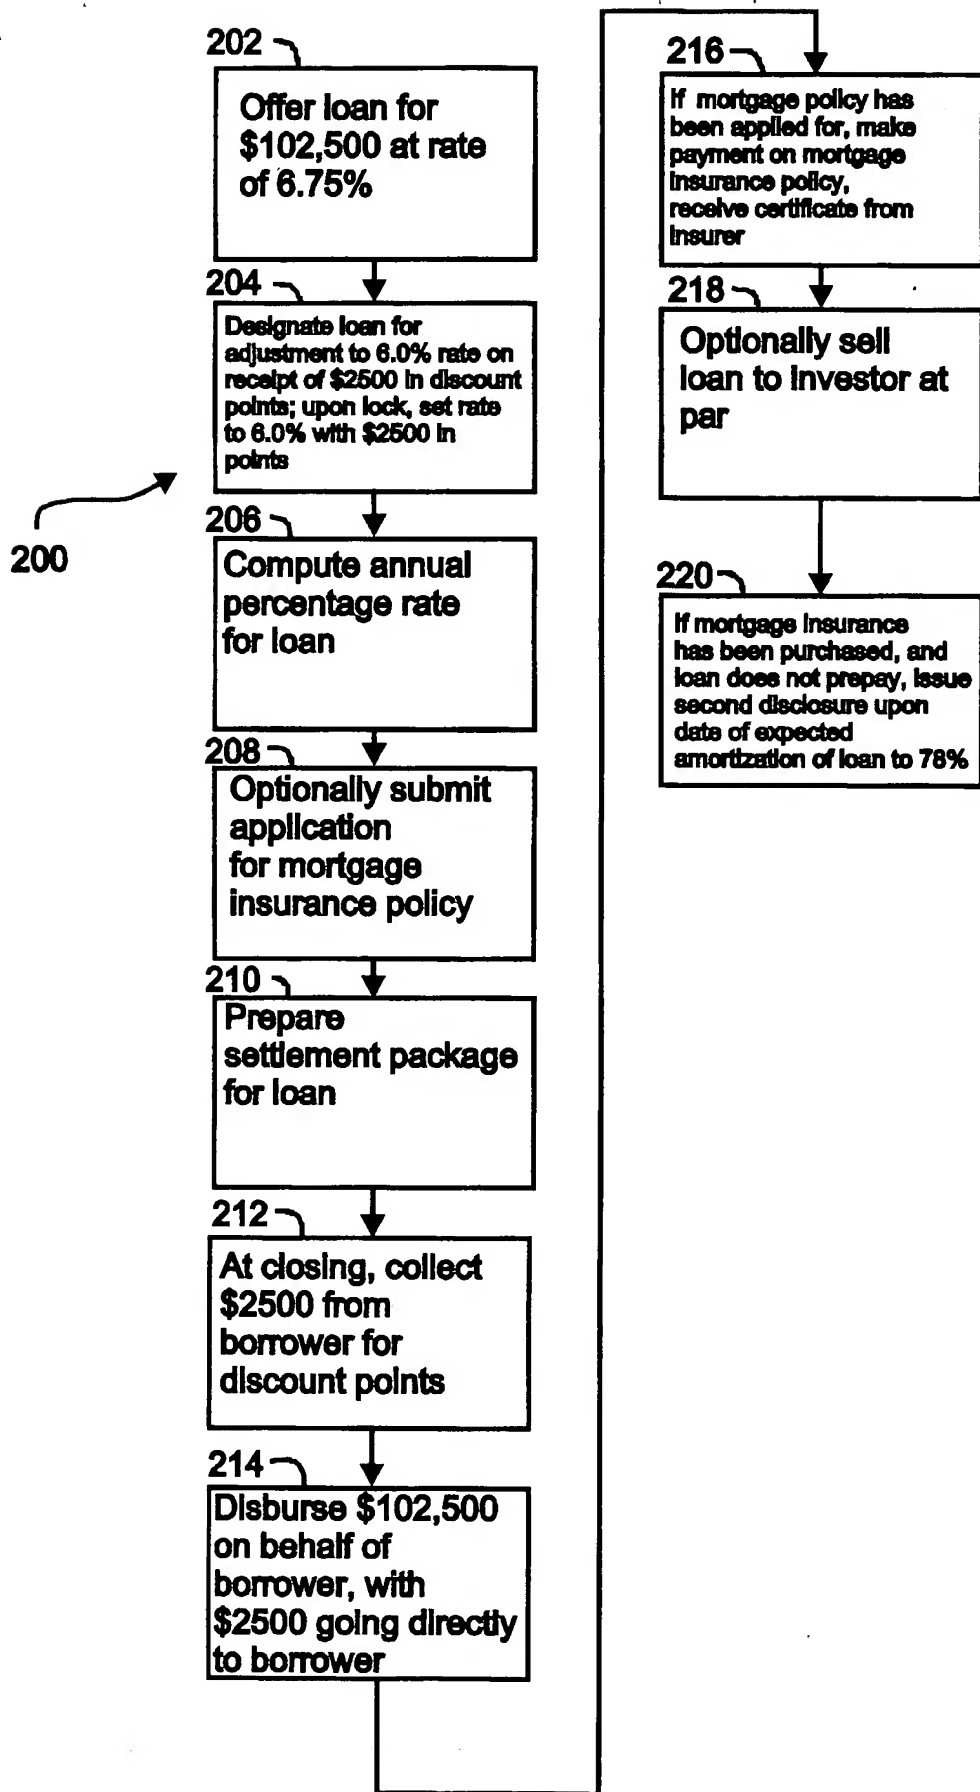 202
Offer loan for
$102,500 at rate
of 6.75%
204
Designate loan for
adjustment to 6.0% rate on
receipt of $2500 in discount
points; upon lock, set rate
to 6.0% with $2500 in
points
200
206
Compute annual
percentage rate
for loan
208
Optionally submit
application
for mortgage
insurance policy
210
Prepare
settlement package
for loan
212
At closing, collect
$2500 from
borrower for
discount points
214
Disburse $102,500
on behalf of
borrower, with
$2500 going directly
to borrower
216
If mortgage policy has
been applied for, make
payment on mortgage
insurance policy,
receive certificate from
insurer
218
Optionally sell
loan to investor at
par
220
If mortgage insurance
has been purchased, and
loan does not prepay, issue
second disclosure upon
date of expected
amortization of loan to 78%